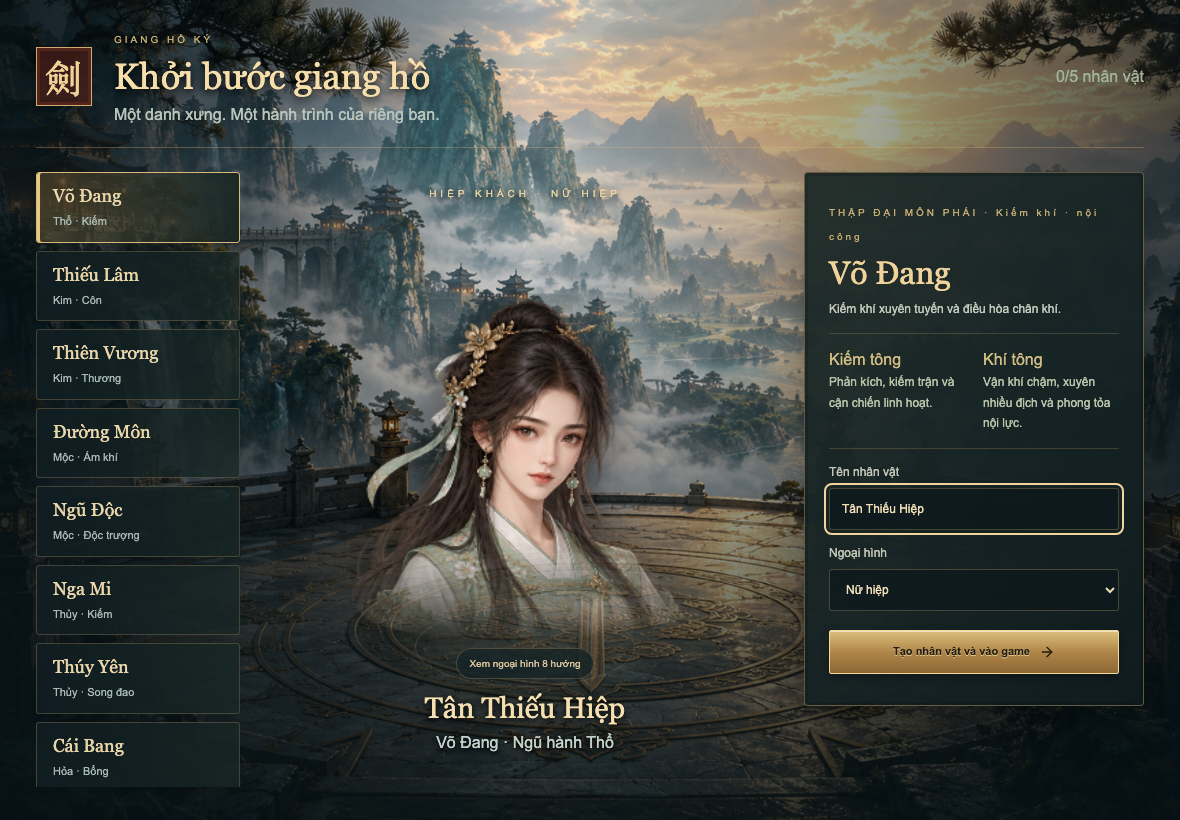 劍
GIANG HỒ KÝ
Khởi bước giang hồ
Một danh xưng. Một hành trình của riêng bạn.
0/5 nhân vật
Võ Đang
Thổ · Kiếm
Thiếu Lâm
Kim · Côn
Thiên Vương
Kim · Thương
Đường Môn
Mộc · Ám khí
Ngũ Độc
Mộc · Độc trượng
Nga Mi
Thủy · Kiếm
Thúy Yên
Thủy · Song đao
Cái Bang
Hỏa · Bổng
HIỆP KHÁCH · NỮ HIỆP
Xem ngoại hình 8 hướng
Tân Thiếu Hiệp
Võ Đang · Ngũ hành Thổ
THẬP ĐẠI MÔN PHÁI · Kiếm khí · nội
công
Võ Đang
Kiếm khí xuyên tuyến và điều hòa chân khí.
Kiếm tông
Phản kích, kiếm trận và
cận chiến linh hoạt.
Khí tông
Vận khí chậm, xuyên
nhiều địch và phong tỏa
nội lực.
Tên nhân vật
Tân Thiếu Hiệp
Ngoại hình
Nữ hiệp
Tạo nhân vật và vào game →